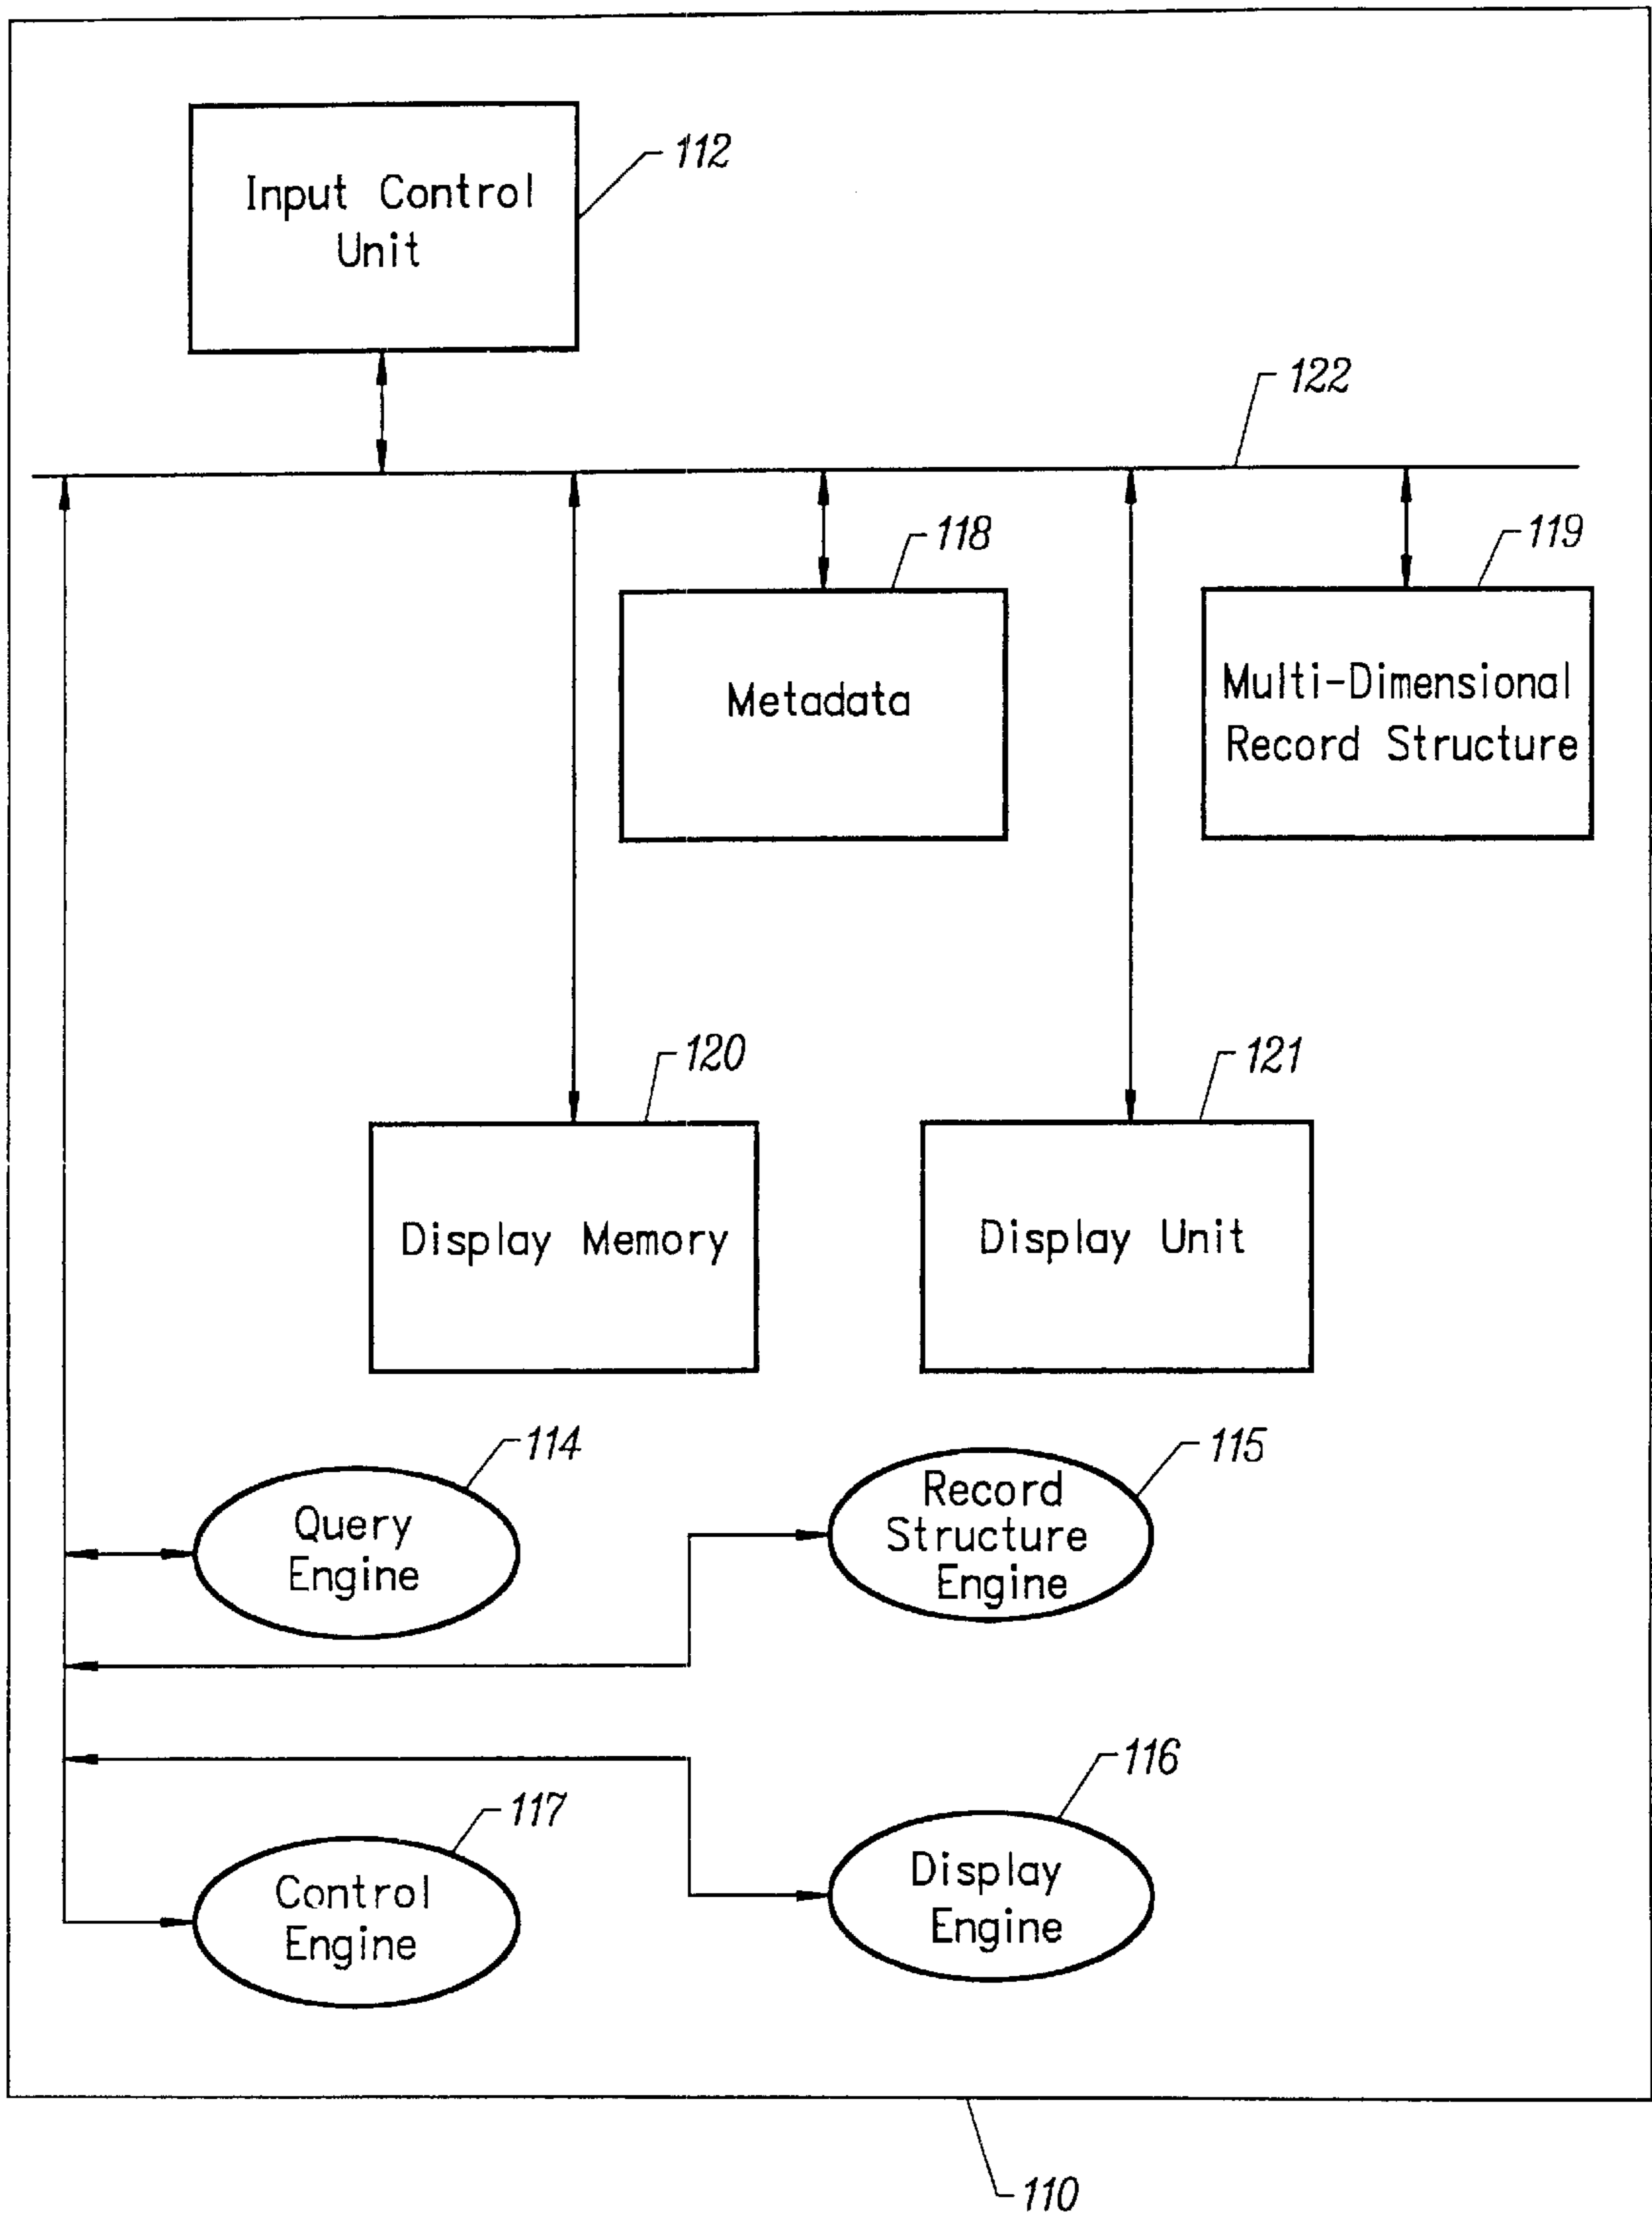 112
Input Control
Unit
122
118
119
Metadata
Multi-Dimensional
Record Structure
120
121
Display Memory
Display Unit
114
115
Query
Engine
Record
Structure
Engine
117
116
Control
Engine
Display
Engine
110